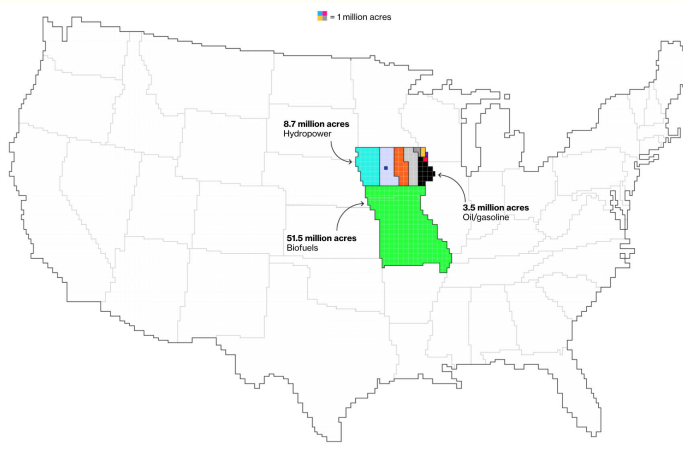 = 1 million acres
8.7 million acres
Hydropower
3.5 million acres
Oil/gasoline
51.5 million acres
Biofuels